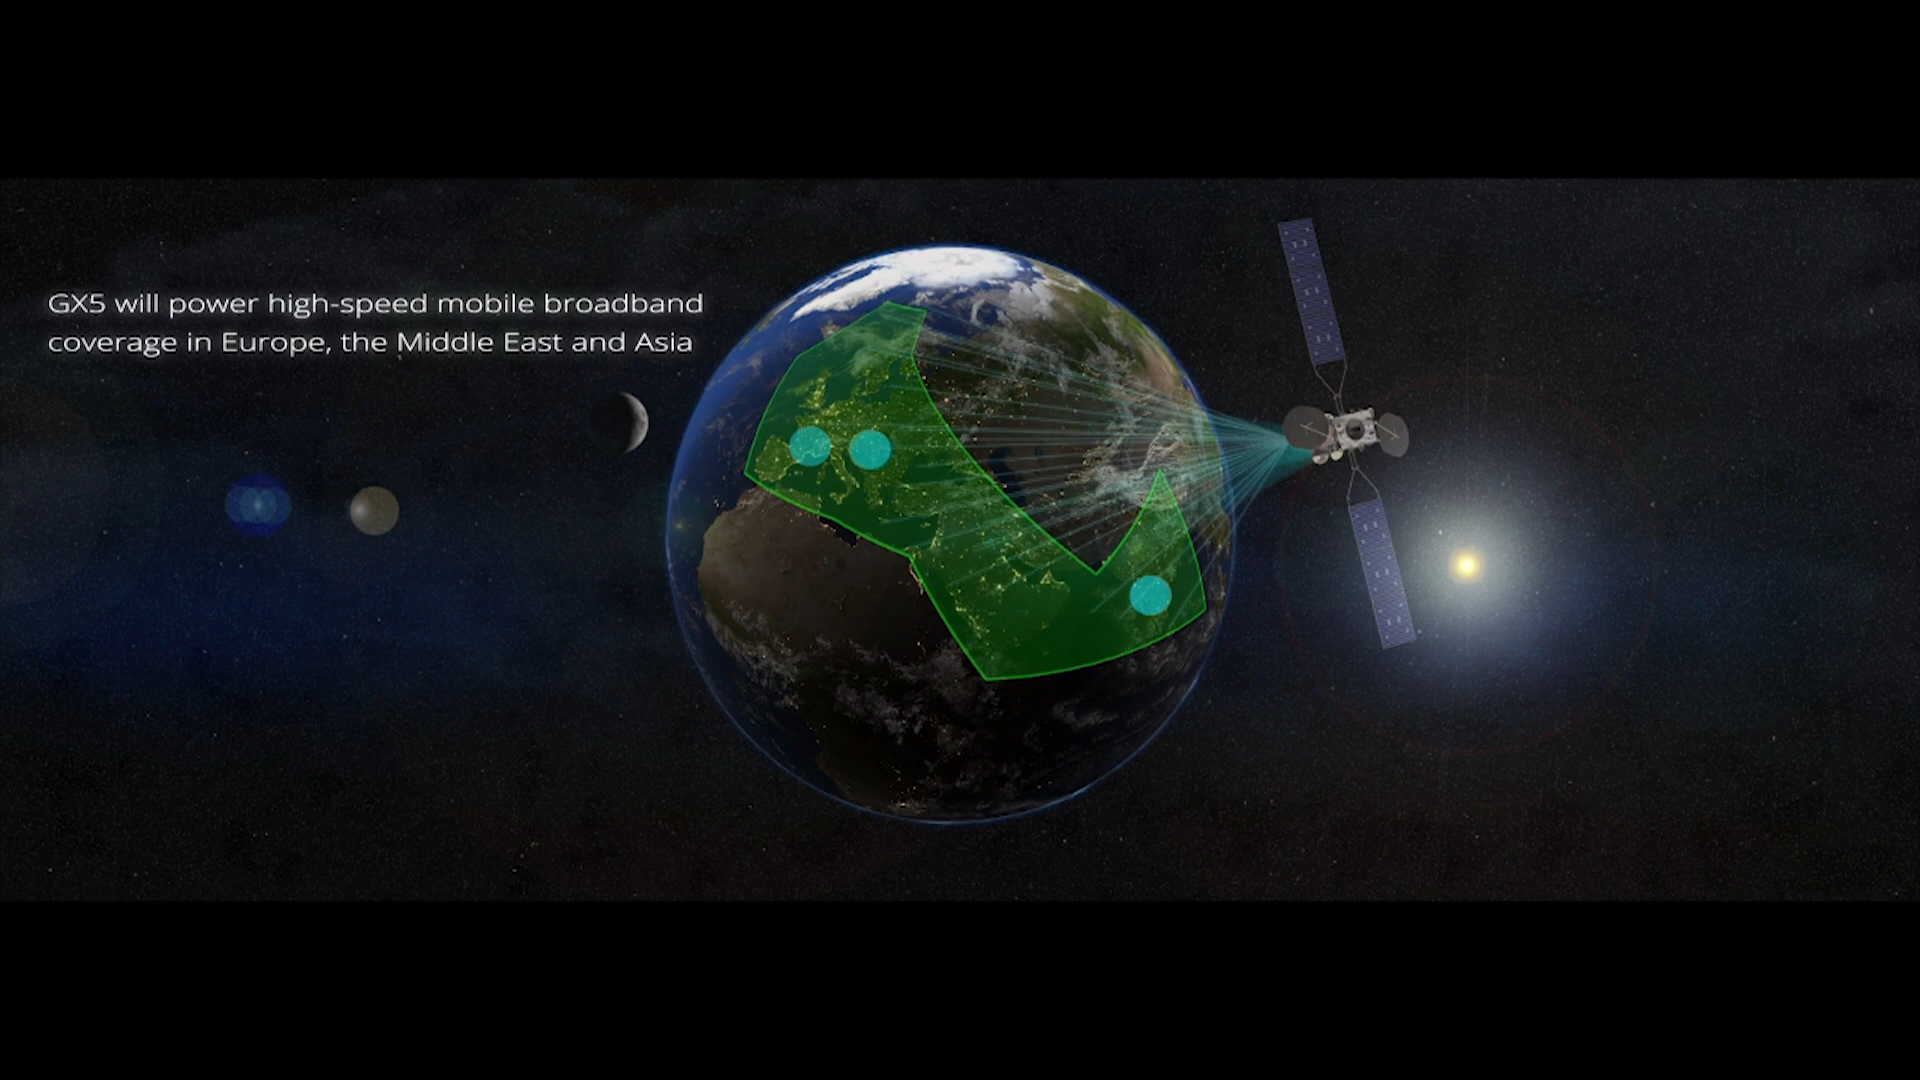 GX5 will power high-speed mobile broadband
coverage in Europe, the Middle East and Asia